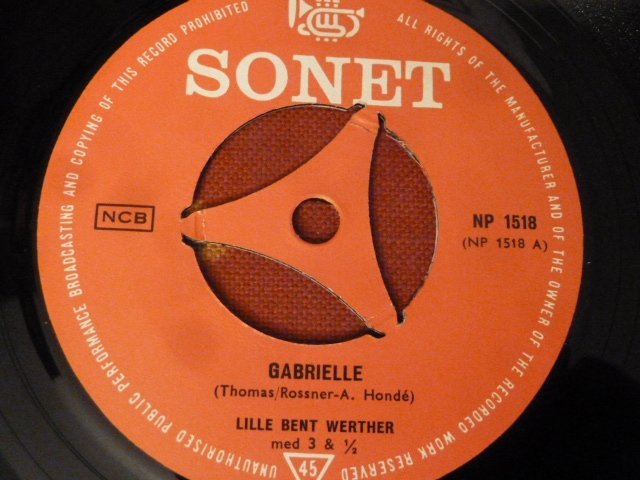 UNAUTHORISED PUBLIC PERFORMANCE BROADCASTING AND COPYING OF THIS RECORD PROHIBITED
ALL RIGHTS OF THE MANUFACTURER AND OF THE OWNER OF THE RECORDED WORK RESERVED
SONET
NCB
NP 1518
(NP 1518 A)
GABRIELLE
(Thomas/Rossner-A. Hondé)
LILLE BENT WERTHER
med 3 & ½
45